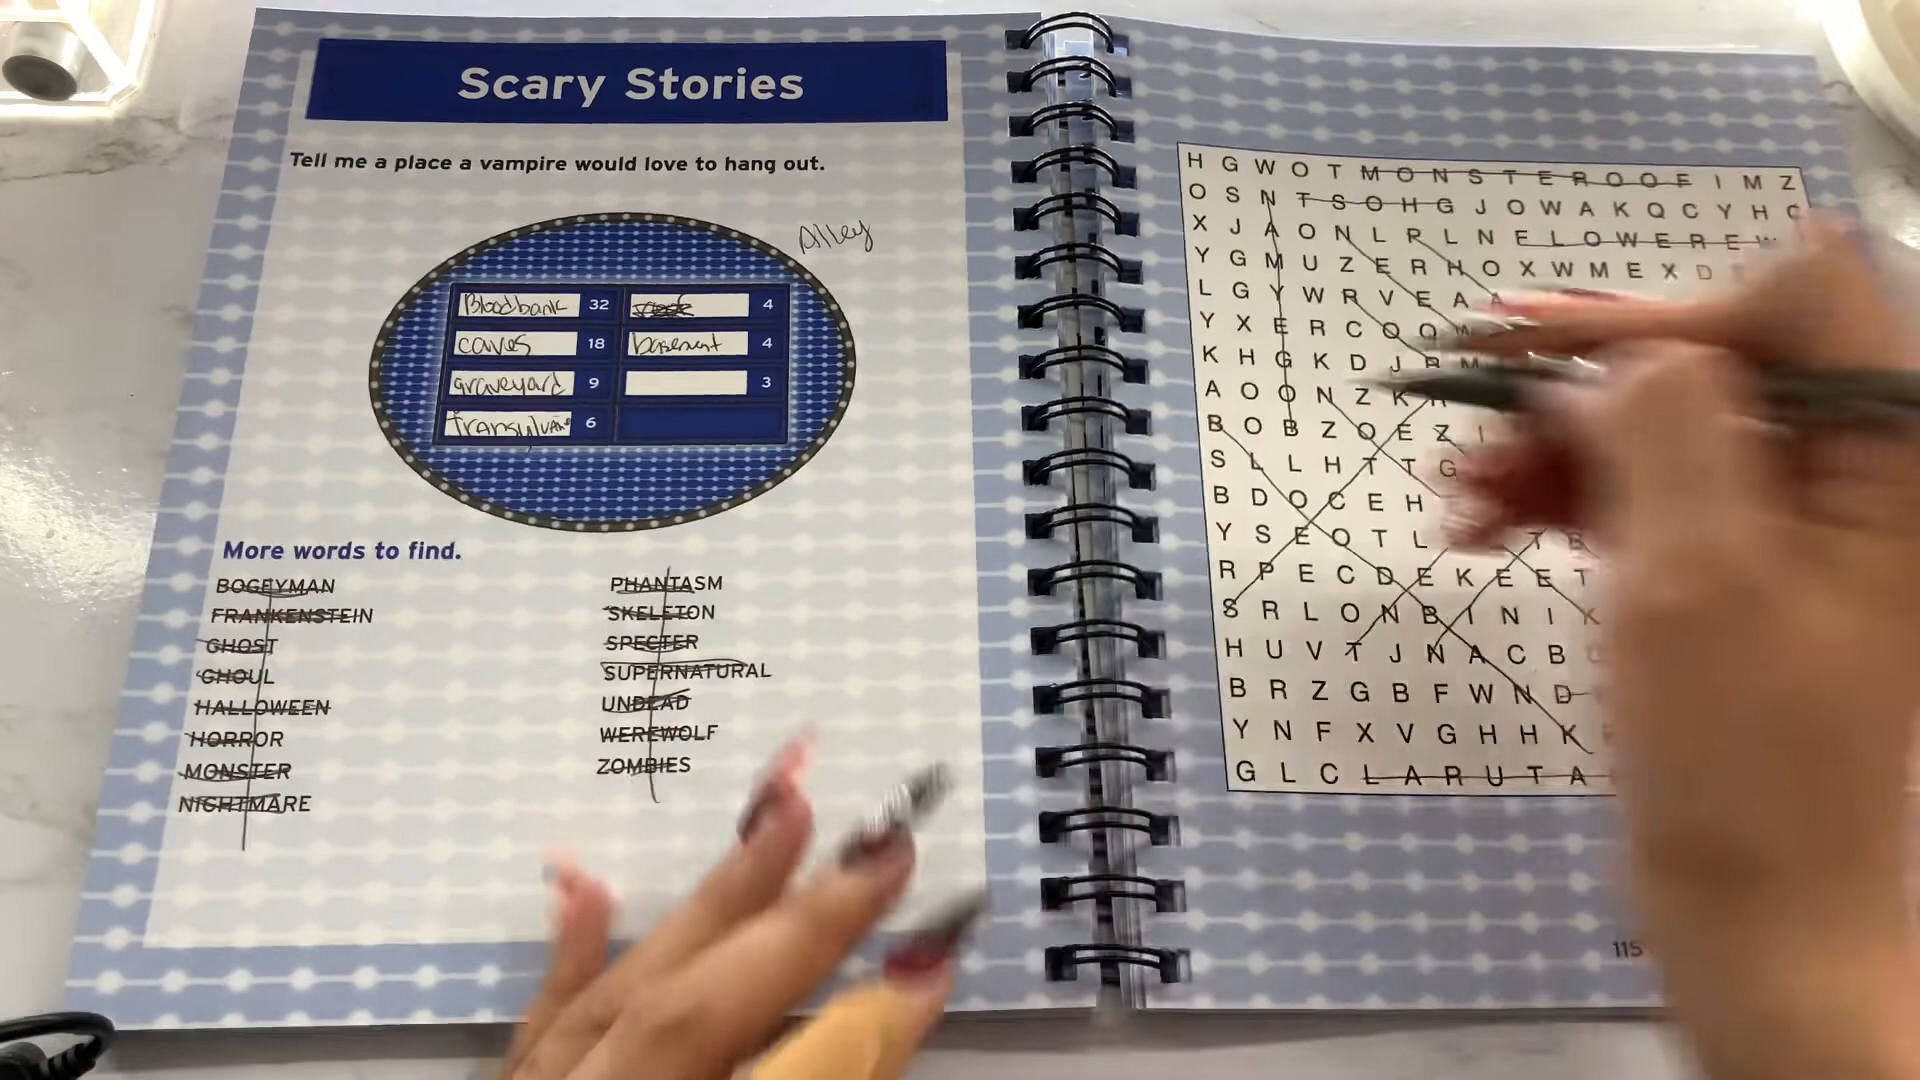 Scary Stories
Tell me a place a vampire would love to hang out.
Alley
Bloodbank 32
4
caves 18
basement 4
graveyard 9
3
6
More words to find.
BOGEYMAN
FRANKENSTEIN
GHOST
GHOUL
HALLOWEEN
HORROR
MONSTER
NIGHTMARE
PHANTASM
SKELETON
SPECTER
SUPERNATURAL
UNDEAD
WEREWOLF
ZOMBIES
H G W O T M O N S T E R O O F I M Z
O S N T S O H G J O W A K Q C Y H
X J A O N L R L N F L O W E R E W
Y G M U Z E R H O X W M E X D
L G Y W R V E A A
Y X E R C O O M
K H G K D J R M
A O O N Z K
B O B Z O E Z I
S L L H T T G
B D O C E H
Y S E O T L T
R P E C D E K E E T
S R L O N B I N I K
H U V T J N A C B
B R Z G B F W N D
Y N F X V G H H K
G L C L A R U T A
115